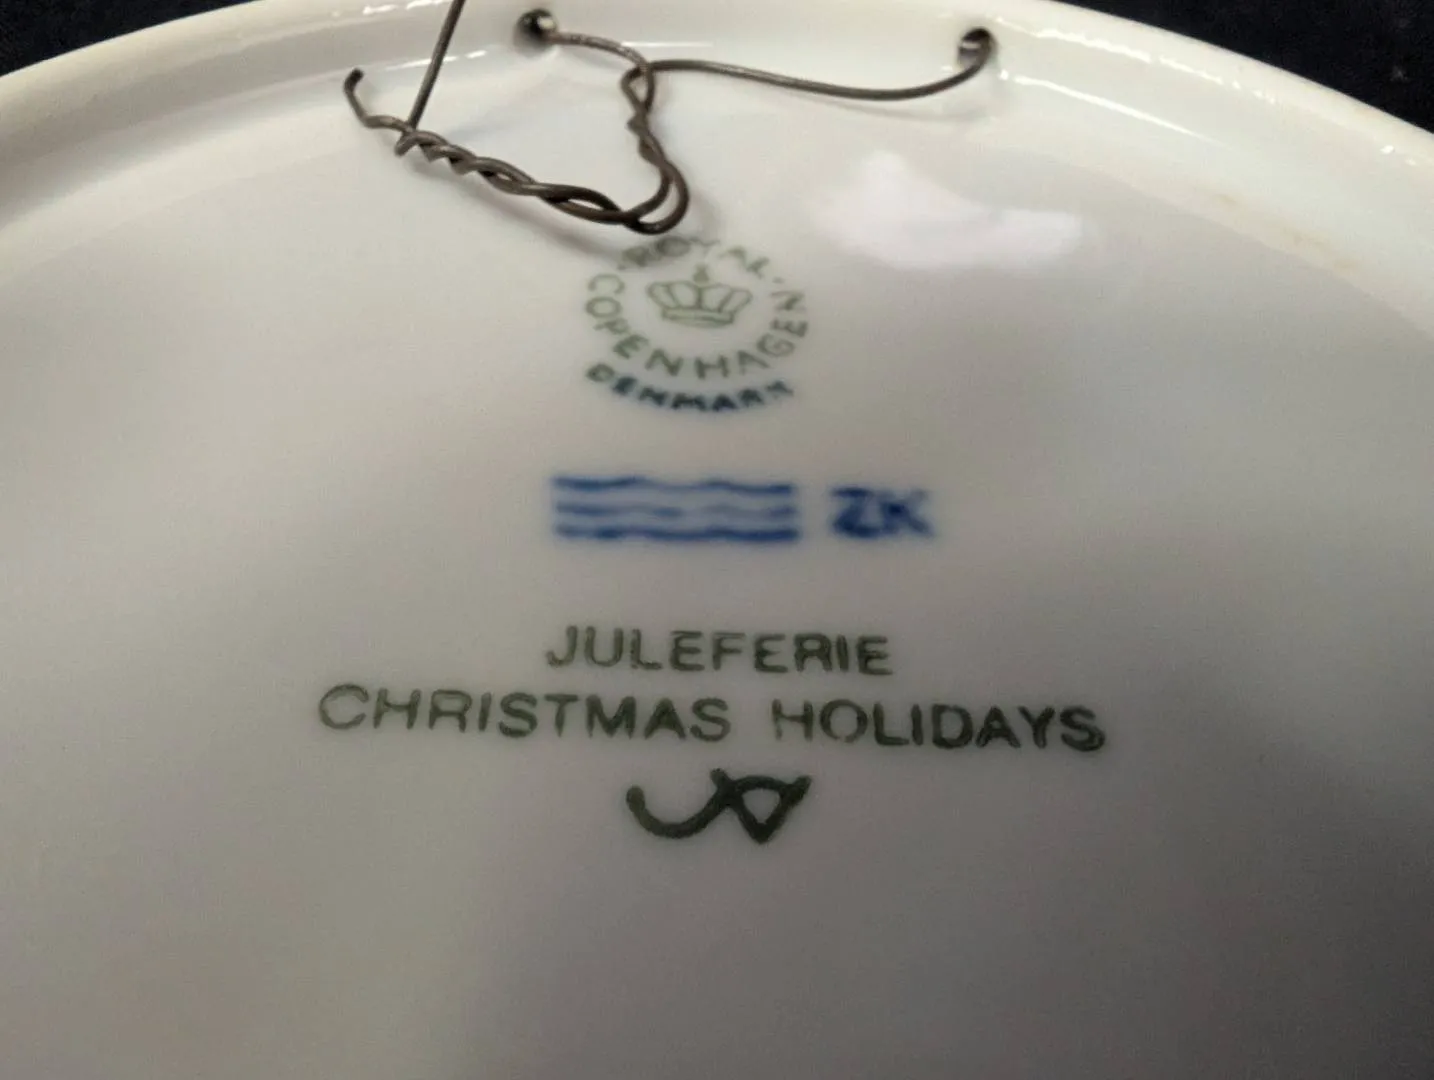 ROYAL
COPENHAGEN
DENMARK
ZK
JULEFERIE
CHRISTMAS HOLIDAYS